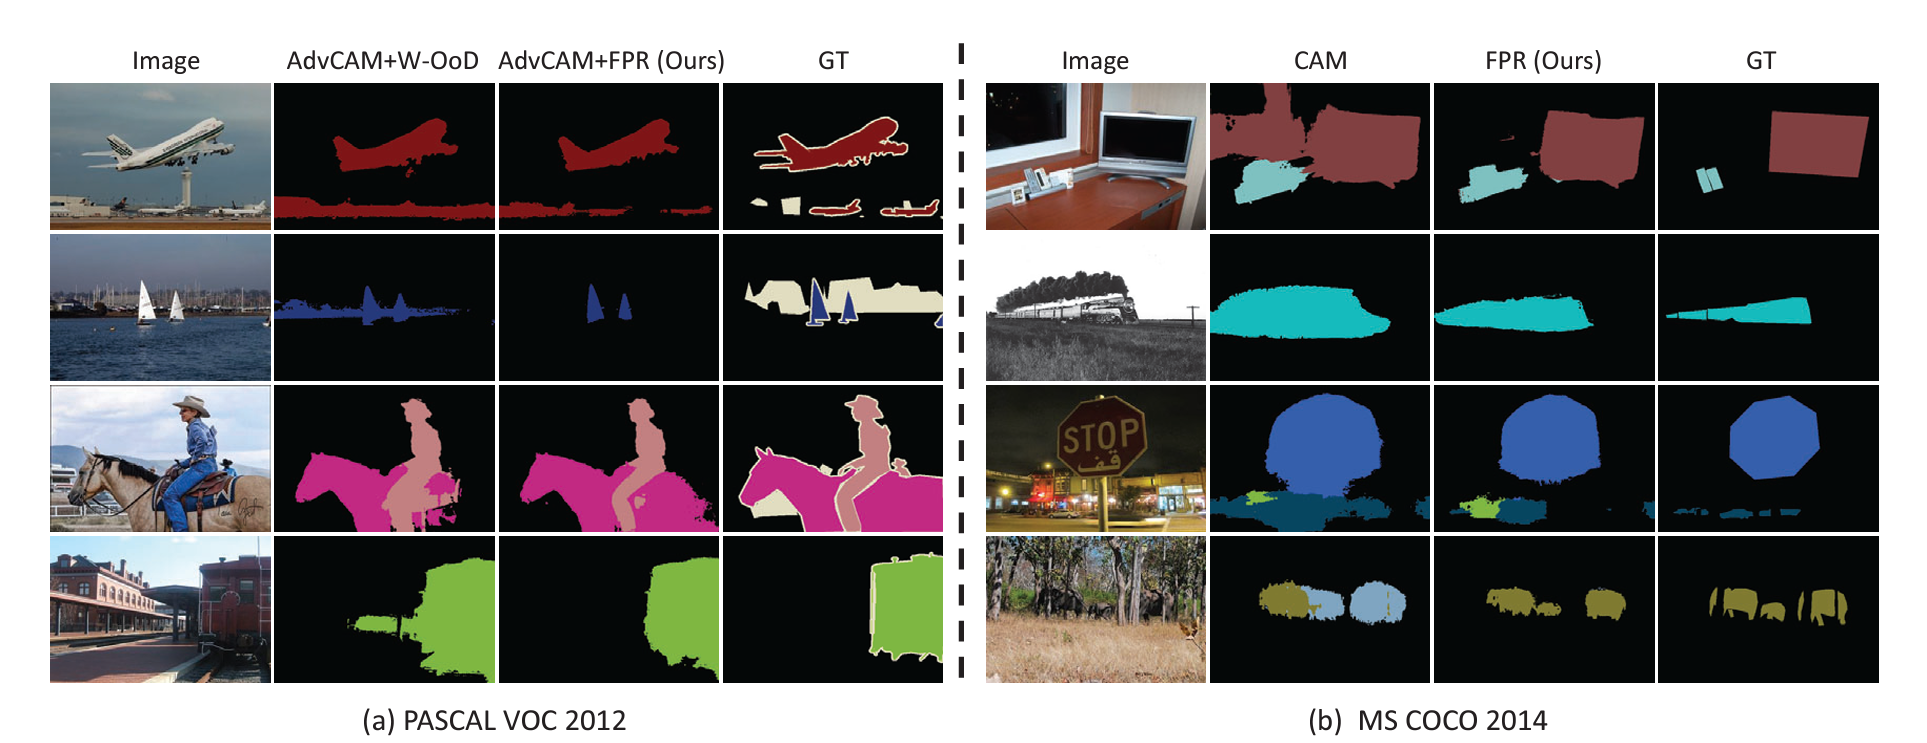 Image AdvCAM+W-OoD AdvCAM+FPR (Ours) GT
Image CAM FPR (Ours) GT
STOP
قف
(a) PASCAL VOC 2012
(b) MS COCO 2014